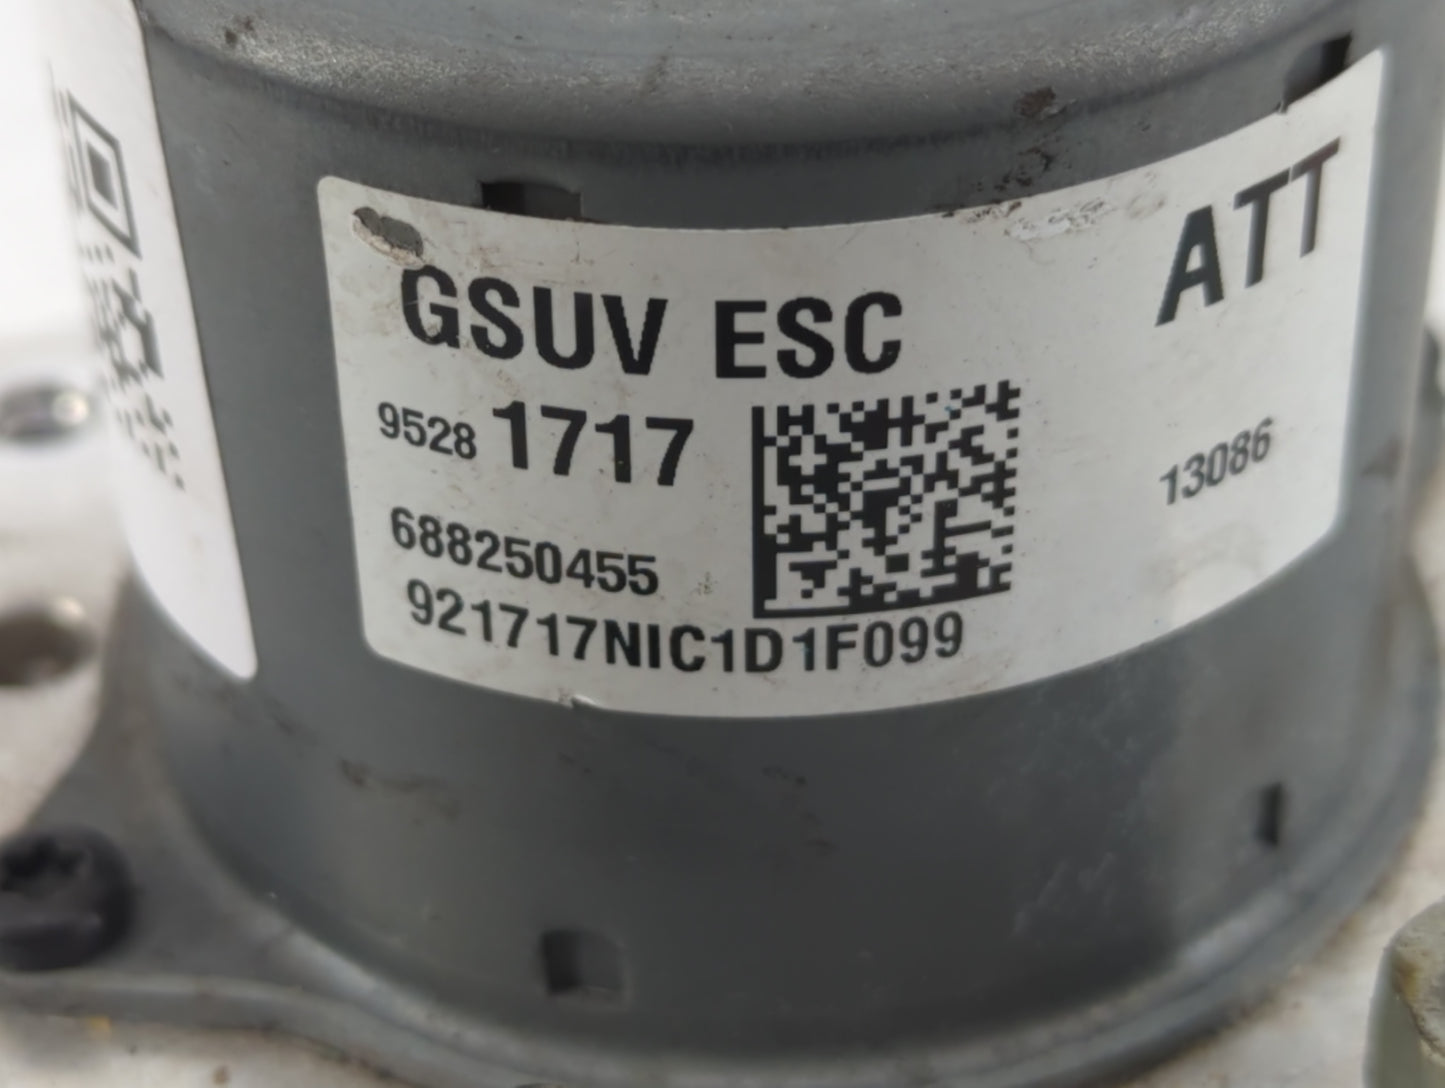 GSUV ESC
ATT
9528 1717
13086
688250455
921717NIC1D1F099